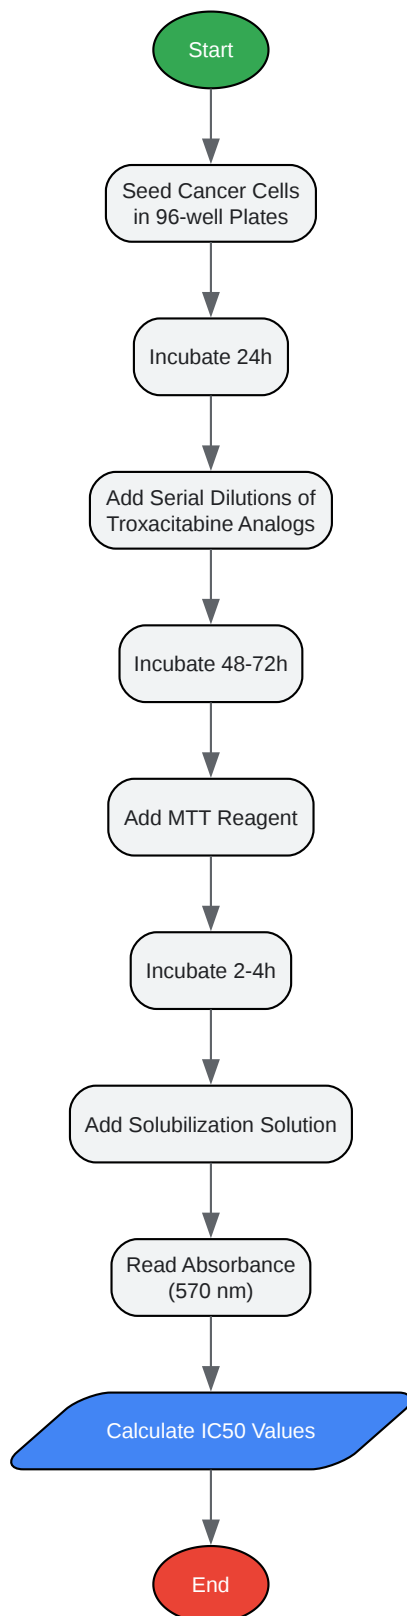 Start
Seed Cancer Cells
in 96-well Plates
Incubate 24h
Add Serial Dilutions of
Troxacitabine Analogs
Incubate 48-72h
Add MTT Reagent
Incubate 2-4h
Add Solubilization Solution
Read Absorbance
(570 nm)
Calculate IC50 Values
End